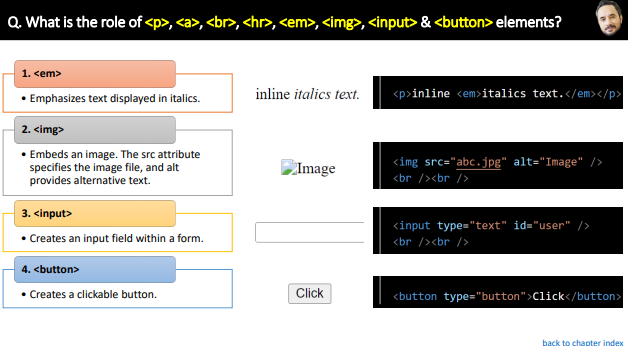 Q. What is the role of <p>, <a>, <br>, <hr>, <em>, <img>, <input> & <button> elements?
1. <em>
• Emphasizes text displayed in italics.
inline italics text.
<p>inline <em>italics text.</em></p>
2. <img>
• Embeds an image. The src attribute
specifies the image file, and alt
provides alternative text.
Image
<img src="abc.jpg" alt="Image" />
<br /><br />
3. <input>
• Creates an input field within a form.
<input type="text" id="user" />
<br /><br />
4. <button>
• Creates a clickable button.
Click
<button type="button">Click</button>
back to chapter index